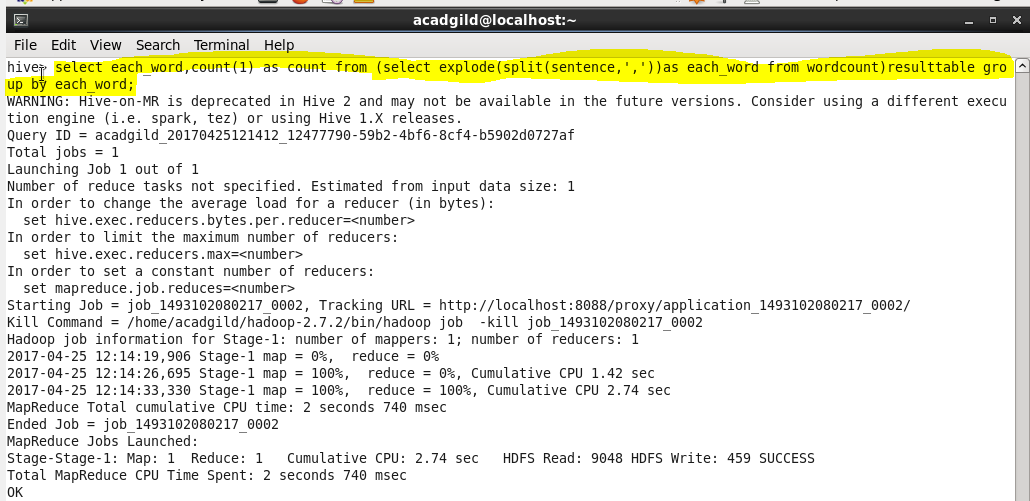 acadgild@localhost:~
File Edit View Search Terminal Help
hive> select each_word,count(1) as count from (select explode(split(sentence,','))as each_word from wordcount)resulttable gro
up by each_word;
WARNING: Hive-on-MR is deprecated in Hive 2 and may not be available in the future versions. Consider using a different execu
tion engine (i.e. spark, tez) or using Hive 1.X releases.
Query ID = acadgild_20170425121412_12477790-59b2-4bf6-8cf4-b5902d0727af
Total jobs = 1
Launching Job 1 out of 1
Number of reduce tasks not specified. Estimated from input data size: 1
In order to change the average load for a reducer (in bytes):
  set hive.exec.reducers.bytes.per.reducer=<number>
In order to limit the maximum number of reducers:
  set hive.exec.reducers.max=<number>
In order to set a constant number of reducers:
  set mapreduce.job.reduces=<number>
Starting Job = job_1493102080217_0002, Tracking URL = http://localhost:8088/proxy/application_1493102080217_0002/
Kill Command = /home/acadgild/hadoop-2.7.2/bin/hadoop job  -kill job_1493102080217_0002
Hadoop job information for Stage-1: number of mappers: 1; number of reducers: 1
2017-04-25 12:14:19,906 Stage-1 map = 0%,  reduce = 0%
2017-04-25 12:14:26,695 Stage-1 map = 100%,  reduce = 0%, Cumulative CPU 1.42 sec
2017-04-25 12:14:33,330 Stage-1 map = 100%,  reduce = 100%, Cumulative CPU 2.74 sec
MapReduce Total cumulative CPU time: 2 seconds 740 msec
Ended Job = job_1493102080217_0002
MapReduce Jobs Launched:
Stage-Stage-1: Map: 1  Reduce: 1   Cumulative CPU: 2.74 sec   HDFS Read: 9048 HDFS Write: 459 SUCCESS
Total MapReduce CPU Time Spent: 2 seconds 740 msec
OK